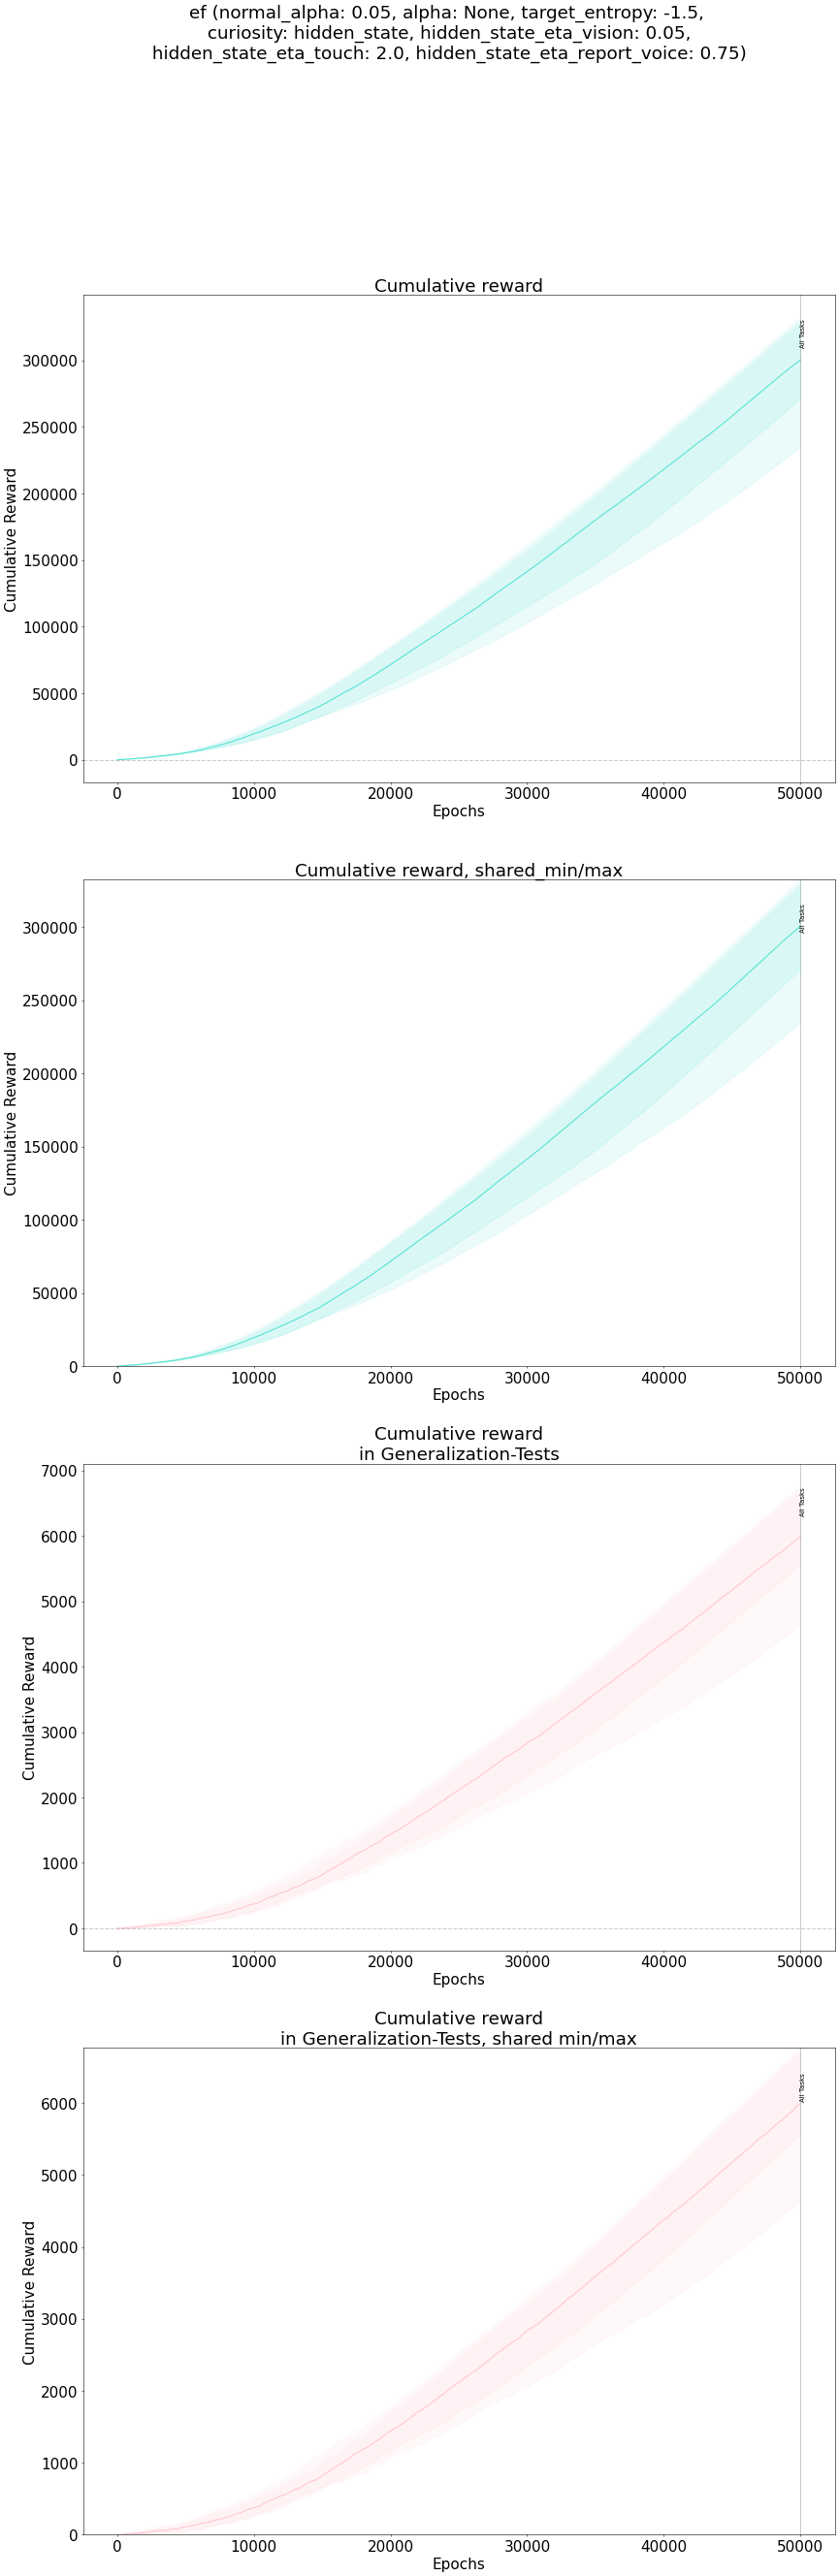 ef (normal_alpha: 0.05, alpha: None, target_entropy: -1.5,
curiosity: hidden_state, hidden_state_eta_vision: 0.05,
hidden_state_eta_touch: 2.0, hidden_state_eta_report_voice: 0.75)
Cumulative reward
All Tasks
300000
250000
200000
150000
100000
50000
0
Cumulative Reward
0 10000 20000 30000 40000 50000
Epochs
Cumulative reward, shared_min/max
All Tasks
300000
250000
200000
150000
100000
50000
0
Cumulative Reward
0 10000 20000 30000 40000 50000
Epochs
Cumulative reward
in Generalization-Tests
All Tasks
7000
6000
5000
4000
3000
2000
1000
0
Cumulative Reward
0 10000 20000 30000 40000 50000
Epochs
Cumulative reward
in Generalization-Tests, shared min/max
All Tasks
6000
5000
4000
3000
2000
1000
0
Cumulative Reward
0 10000 20000 30000 40000 50000
Epochs